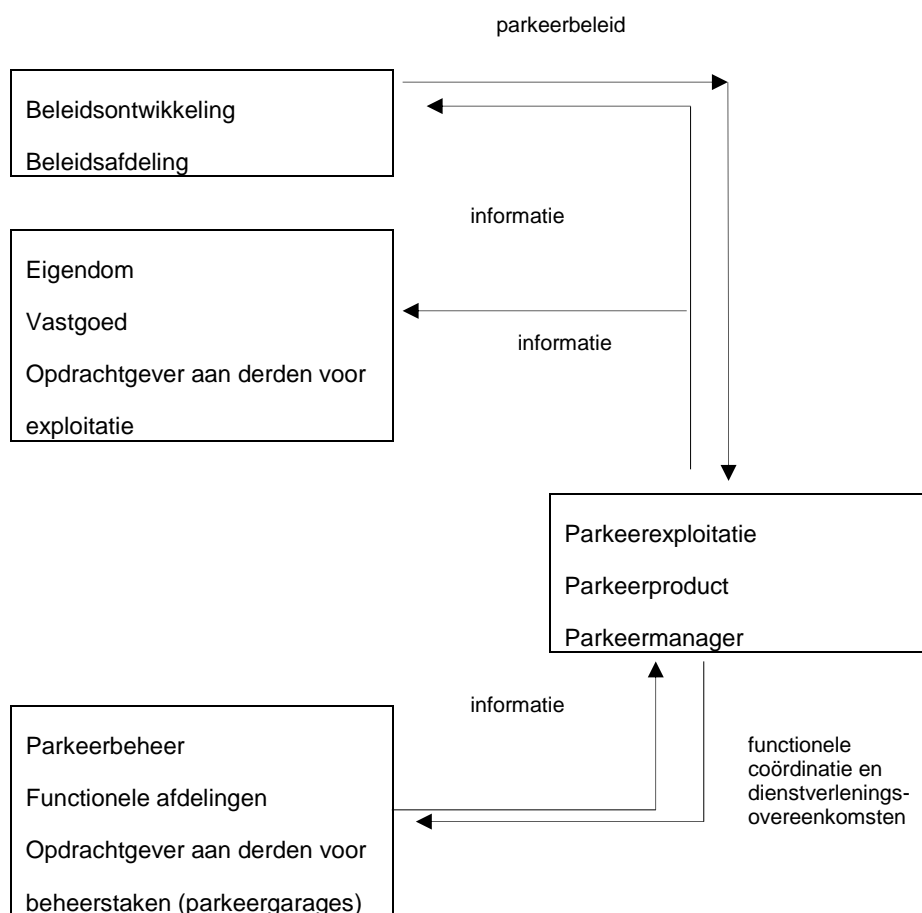 parkeerbeleid
Beleidsontwikkeling
Beleidsafdeling
informatie
Eigendom
Vastgoed
Opdrachtgever aan derden voor
exploitatie
informatie
Parkeerexploitatie
Parkeerproduct
Parkeermanager
informatie
Parkeerbeheer
Functionele afdelingen
Opdrachtgever aan derden voor
beheerstaken (parkeergarages)
functionele
coördinatie en
dienstverlenings-
overeenkomsten